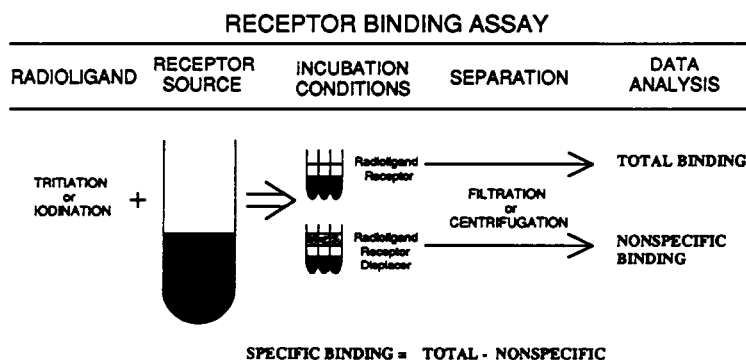 RECEPTOR BINDING ASSAY
RADIOLIGAND
RECEPTOR
SOURCE
INCUBATION
CONDITIONS
SEPARATION
DATA
ANALYSIS
TRITIATION
or
IODINATION
+
Radioligand
Receptor
Radioligand
Receptor
Displacer
FILTRATION
or
CENTRIFUGATION
TOTAL BINDING
NONSPECIFIC
BINDING
SPECIFIC BINDING = TOTAL - NONSPECIFIC